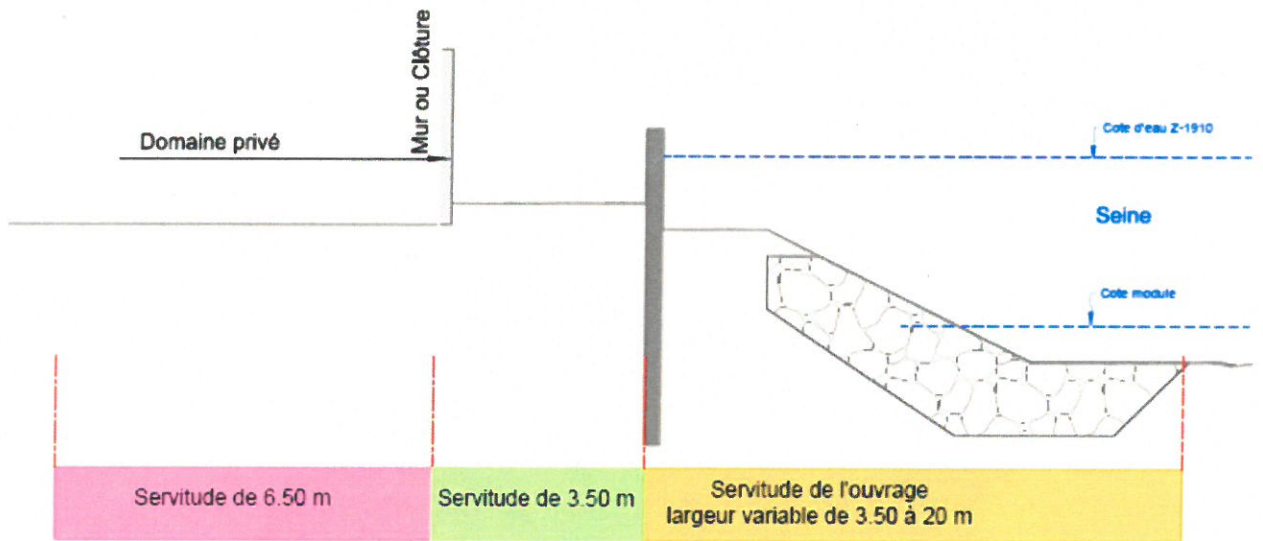 Mur ou Clôture
Domaine privé
Cote d'eau Z-1910
Seine
Cote module
Servitude de 6.50 m
Servitude de 3.50 m
Servitude de l'ouvrage
largeur variable de 3.50 à 20 m